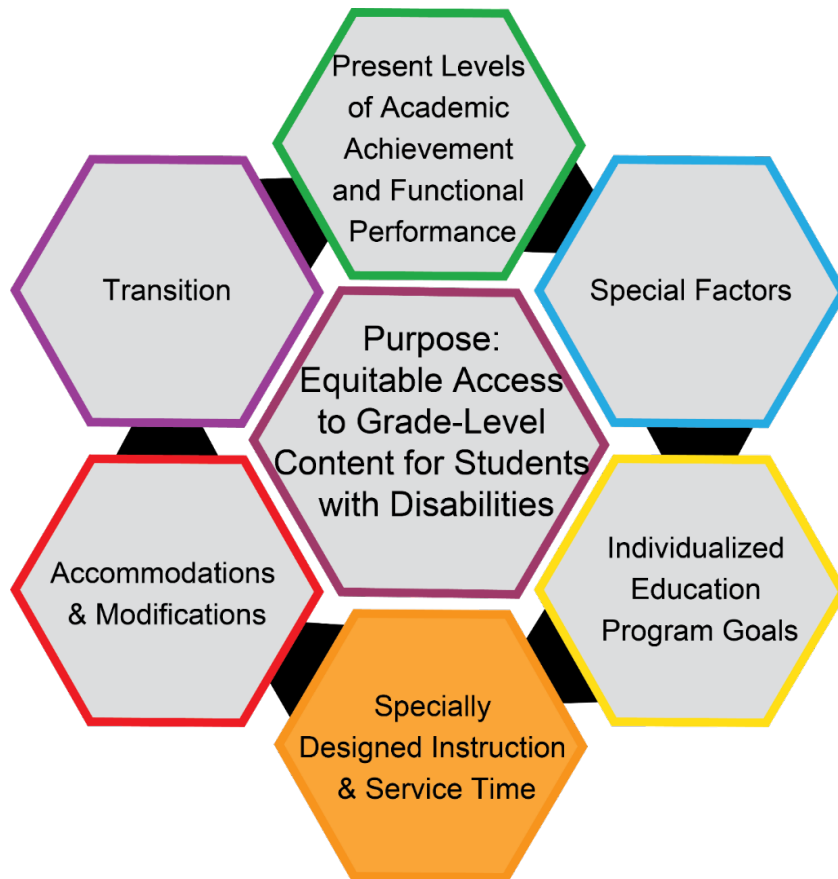 Present Levels
of Academic
Achievement
and Functional
Performance
Transition
Special Factors
Purpose:
Equitable Access
to Grade-Level
Content for Students
with Disabilities
Accommodations
& Modifications
Individualized
Education
Program Goals
Specially
Designed Instruction
& Service Time